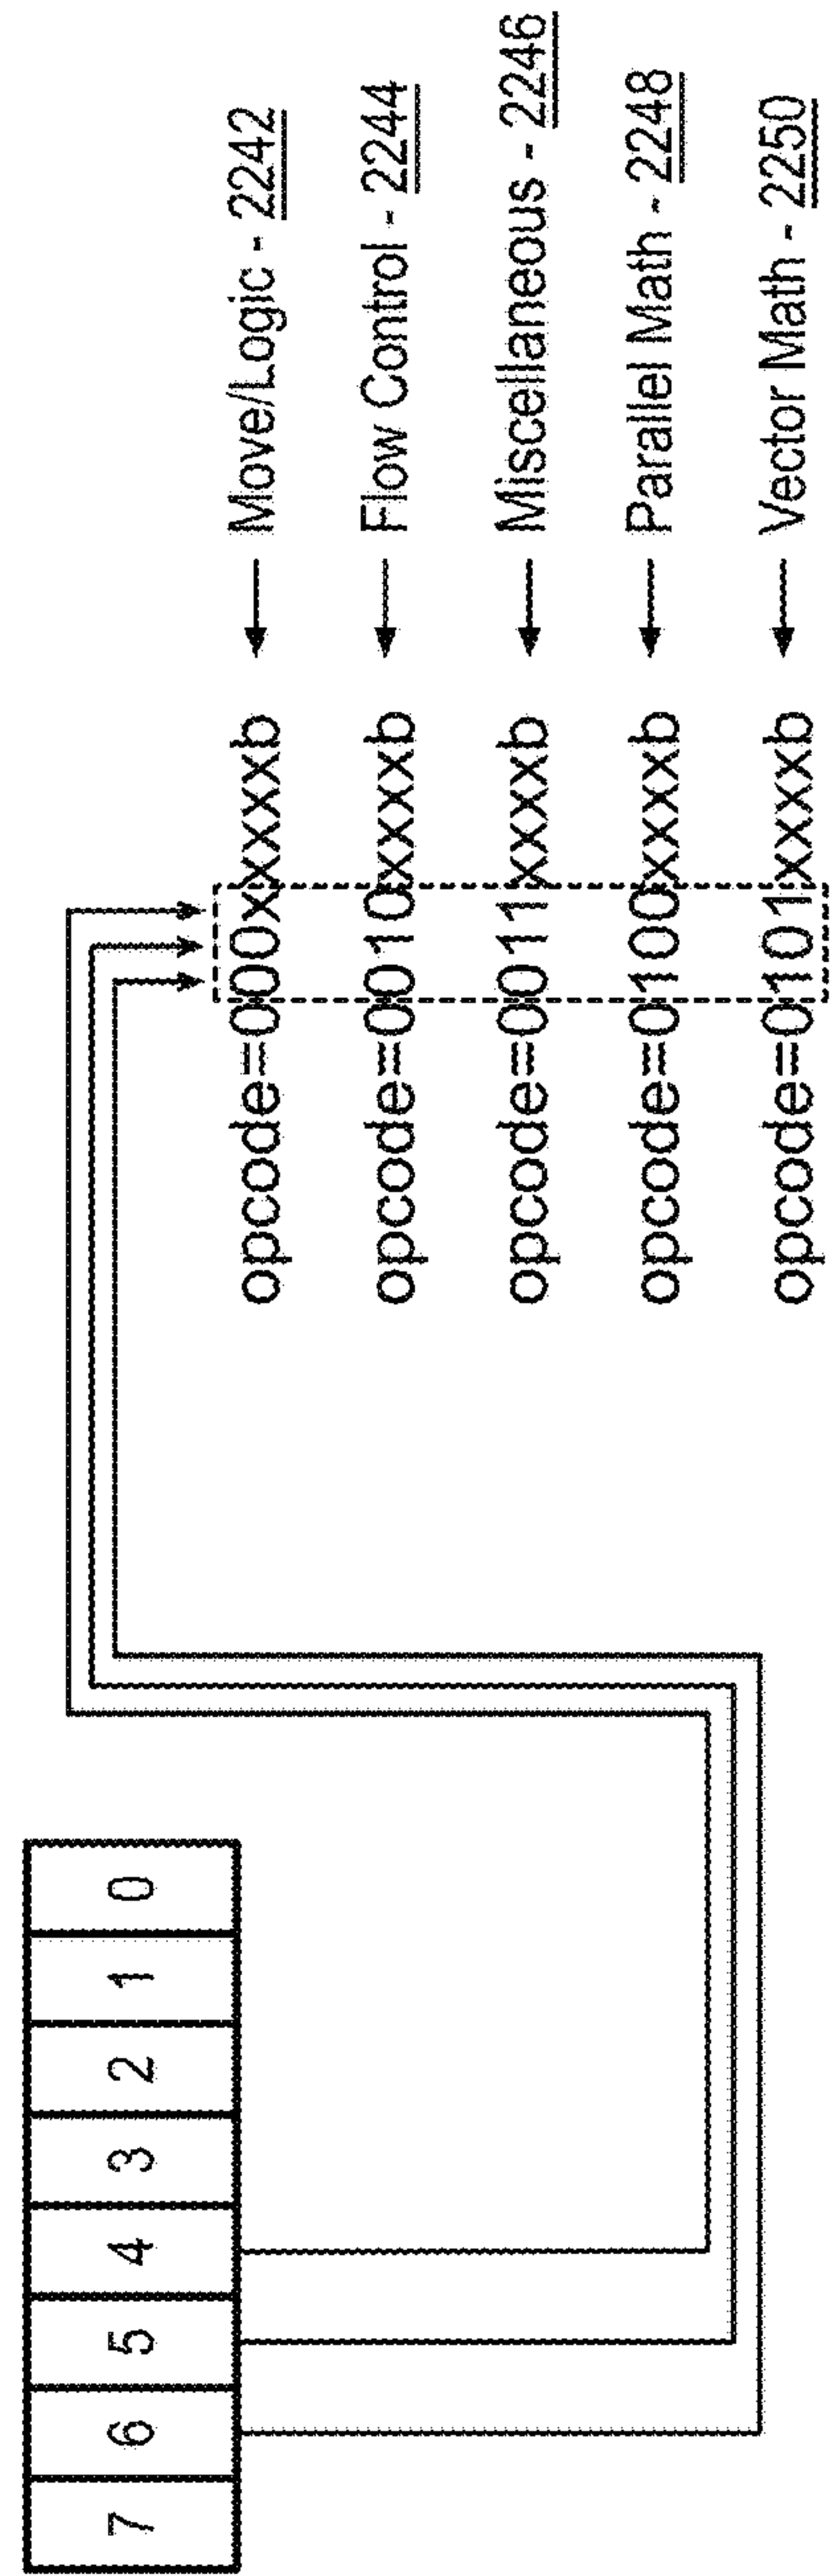 7 6 5 4 3 2 1 0
opcode=000xxxxxb ← Move/Logic - 2242
opcode=0010xxxxb ← Flow Control - 2244
opcode=0011xxxxb ← Miscellaneous - 2246
opcode=0100xxxxb ← Parallel Math - 2248
opcode=0101xxxxb ← Vector Math - 2250